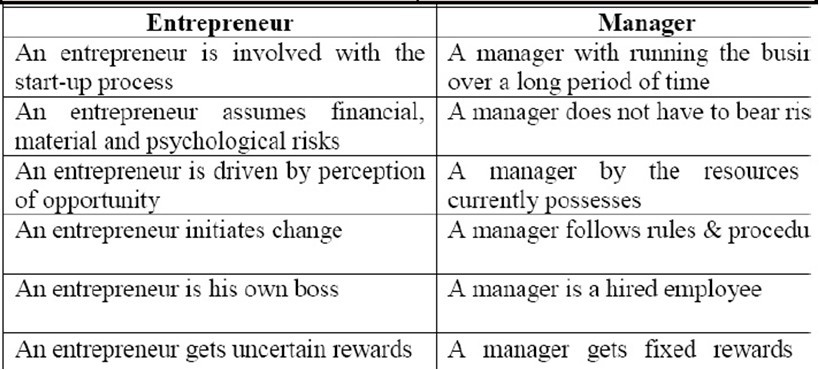 Entrepreneur Manager
An entrepreneur is involved with the
start-up process
A manager with running the
over a long period of time
An entrepreneur assumes financial,
material and psychological risks
A manager does not have to bear
An entrepreneur is driven by perception
of opportunity
A manager by the resources
currently possesses
An entrepreneur initiates change
A manager follows rules &
An entrepreneur is his own boss
A manager is a hired employee
An entrepreneur gets uncertain rewards
A manager gets fixed rewards